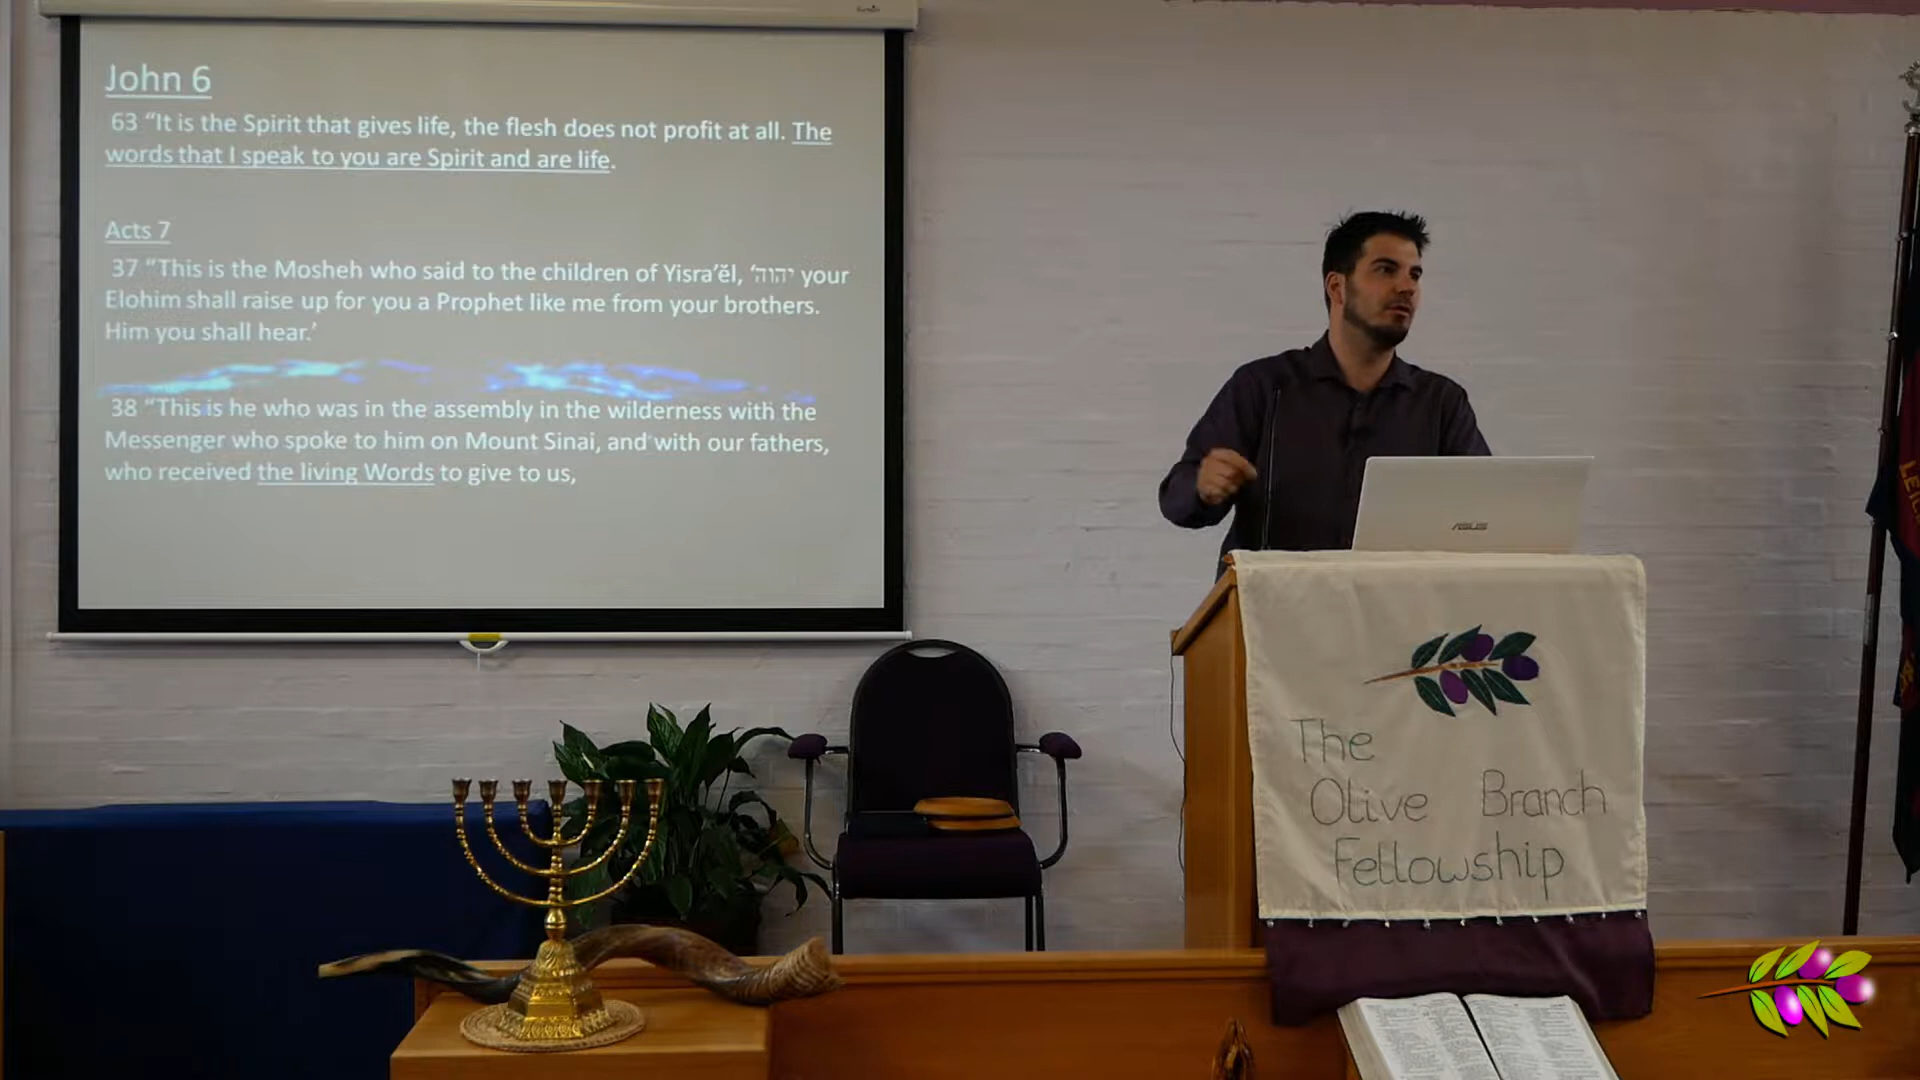 John 6
63 “It is the Spirit that gives life, the flesh does not profit at all. The
words that I speak to you are Spirit and are life.
Acts 7
37 “This is the Mosheh who said to the children of Yisra’ĕl, ‘יהוה your
Elohim shall raise up for you a Prophet like me from your brothers.
Him you shall hear.’
38 “This is he who was in the assembly in the wilderness with the
Messenger who spoke to him on Mount Sinai, and with our fathers,
who received the living Words to give to us,
ASUS
The
Olive Branch
Fellowship